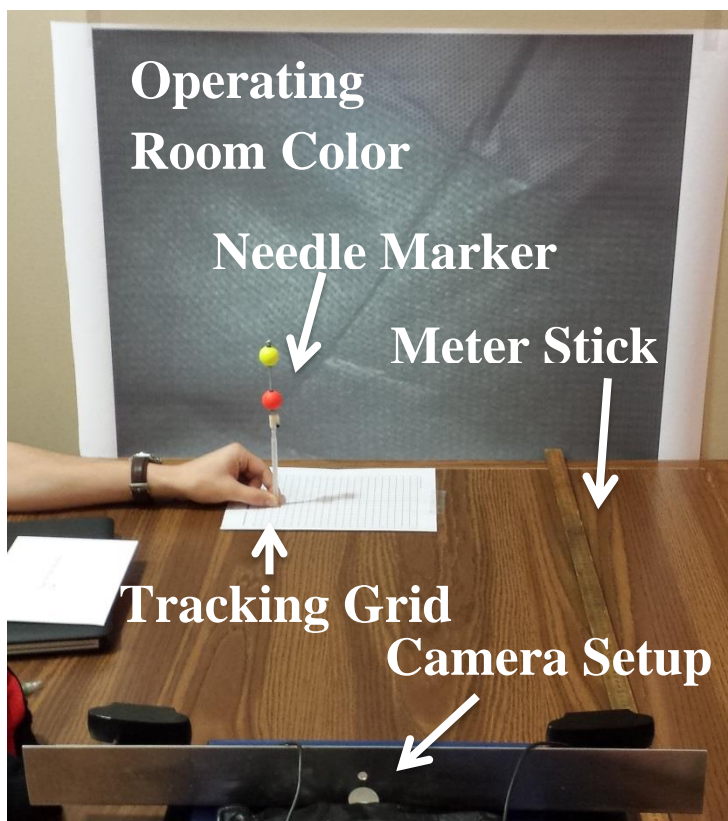 Operating
Room Color
Needle Marker
Meter Stick
Tracking Grid
Camera Setup